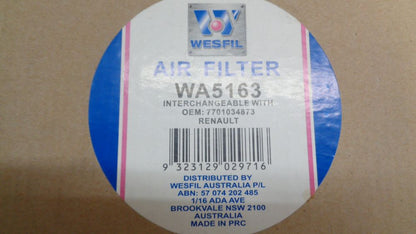 WESFIL
AIR FILTER
WA5163
INTERCHANGEABLE WITH
OEM: 7701034873
RENAULT
9 323129 029716
DISTRIBUTED BY
WESFIL AUSTRALIA P/L
ABN: 57 074 202 485
1/16 ADA AVE
BROOKVALE NSW 2100
AUSTRALIA
MADE IN PRC